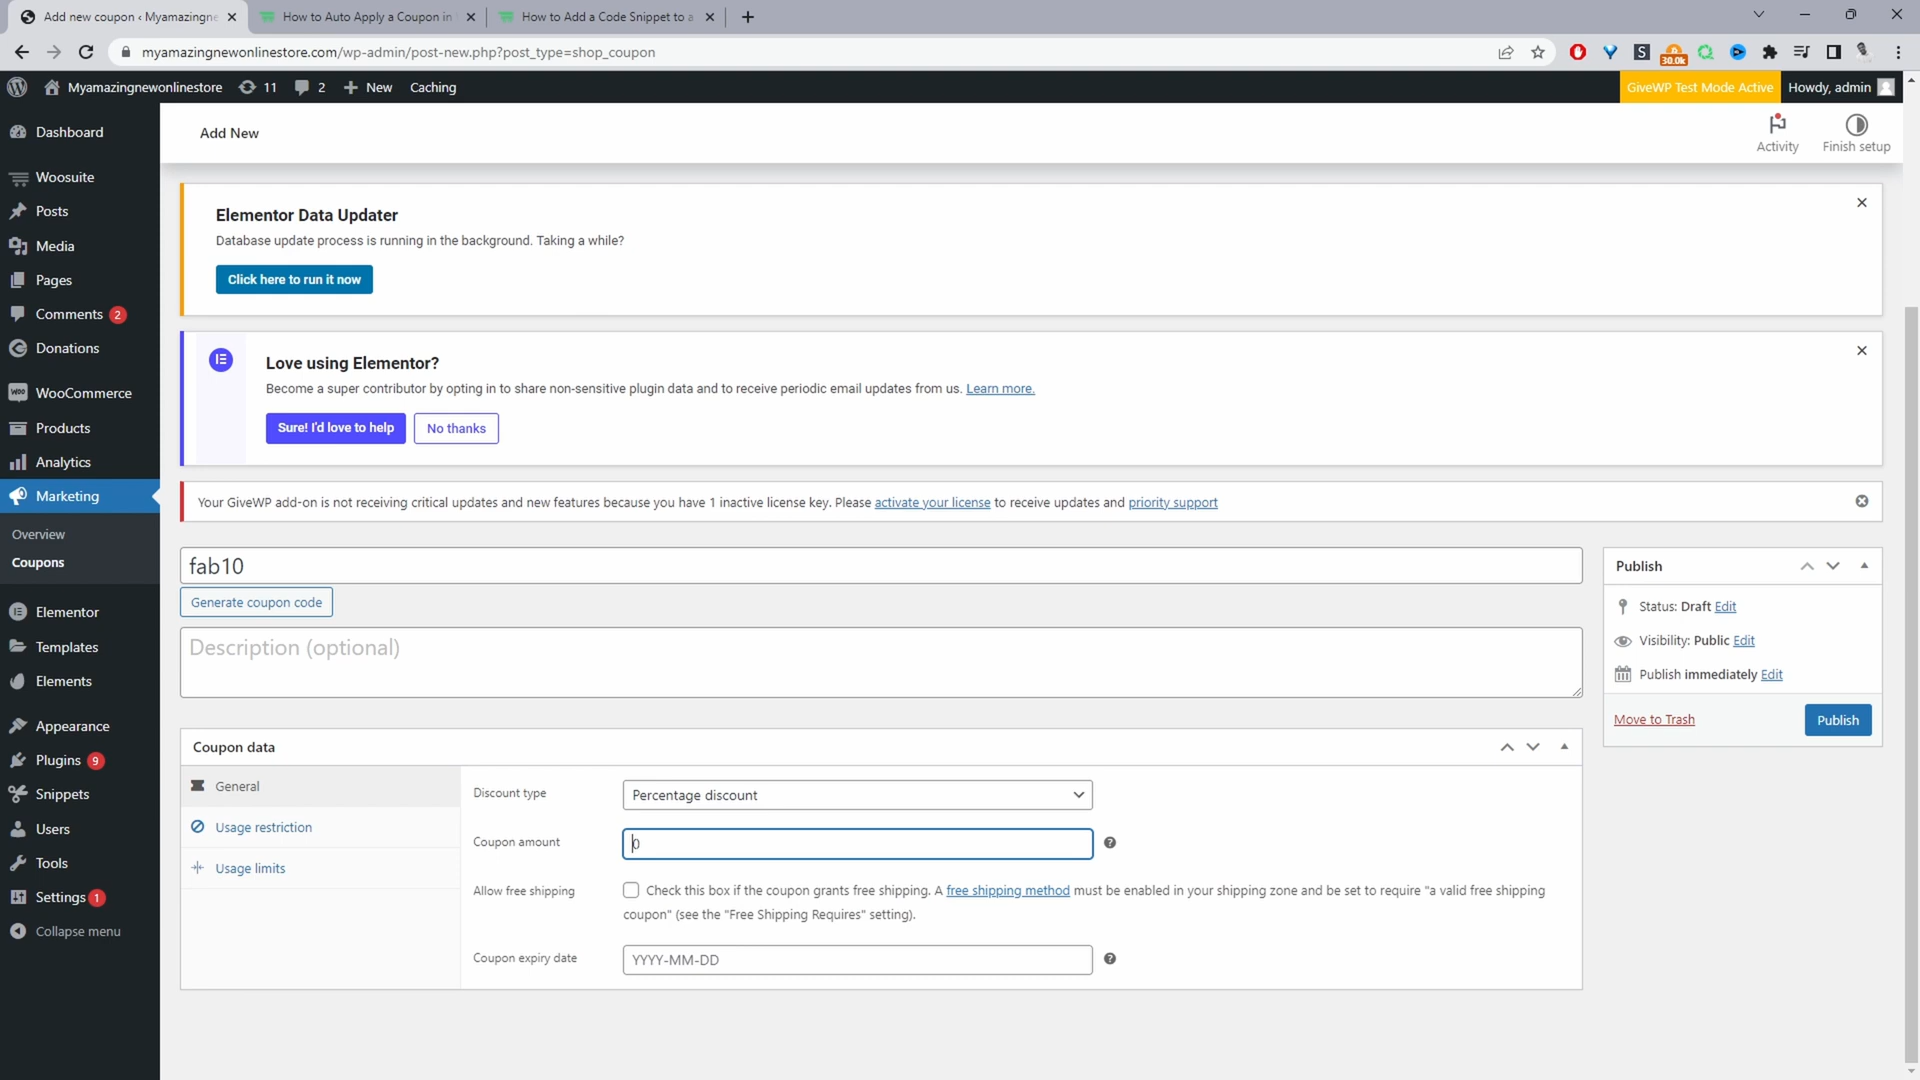 Add new coupon ‹ Myamazingne
How to Auto Apply a Coupon in
How to Add a Code Snippet to a
myamazingnewonlinestore.com/wp-admin/post-new.php?post_type=shop_coupon
S
30.0k
Myamazingnewonlinestore
11
2
New
Caching
GiveWP Test Mode Active
Howdy, admin
Dashboard
Woosuite
Posts
Media
Pages
Comments 2
Donations
WooCommerce
Products
Analytics
Marketing
Overview
Coupons
Elementor
Templates
Elements
Appearance
Plugins 9
Snippets
Users
Tools
Settings 1
Collapse menu
Add New
Activity
Finish setup
Elementor Data Updater
Database update process is running in the background. Taking a while?
Click here to run it now
Love using Elementor?
Become a super contributor by opting in to share non-sensitive plugin data and to receive periodic email updates from us. Learn more.
Sure! I'd love to help
No thanks
Your GiveWP add-on is not receiving critical updates and new features because you have 1 inactive license key. Please activate your license to receive updates and priority support
fab10
Generate coupon code
Description (optional)
Coupon data
General
Usage restriction
Usage limits
Discount type
Percentage discount
Coupon amount
0
Allow free shipping
Check this box if the coupon grants free shipping. A free shipping method must be enabled in your shipping zone and be set to require "a valid free shipping
coupon" (see the "Free Shipping Requires" setting).
Coupon expiry date
YYYY-MM-DD
Publish
Status: Draft Edit
Visibility: Public Edit
Publish immediately Edit
Move to Trash
Publish